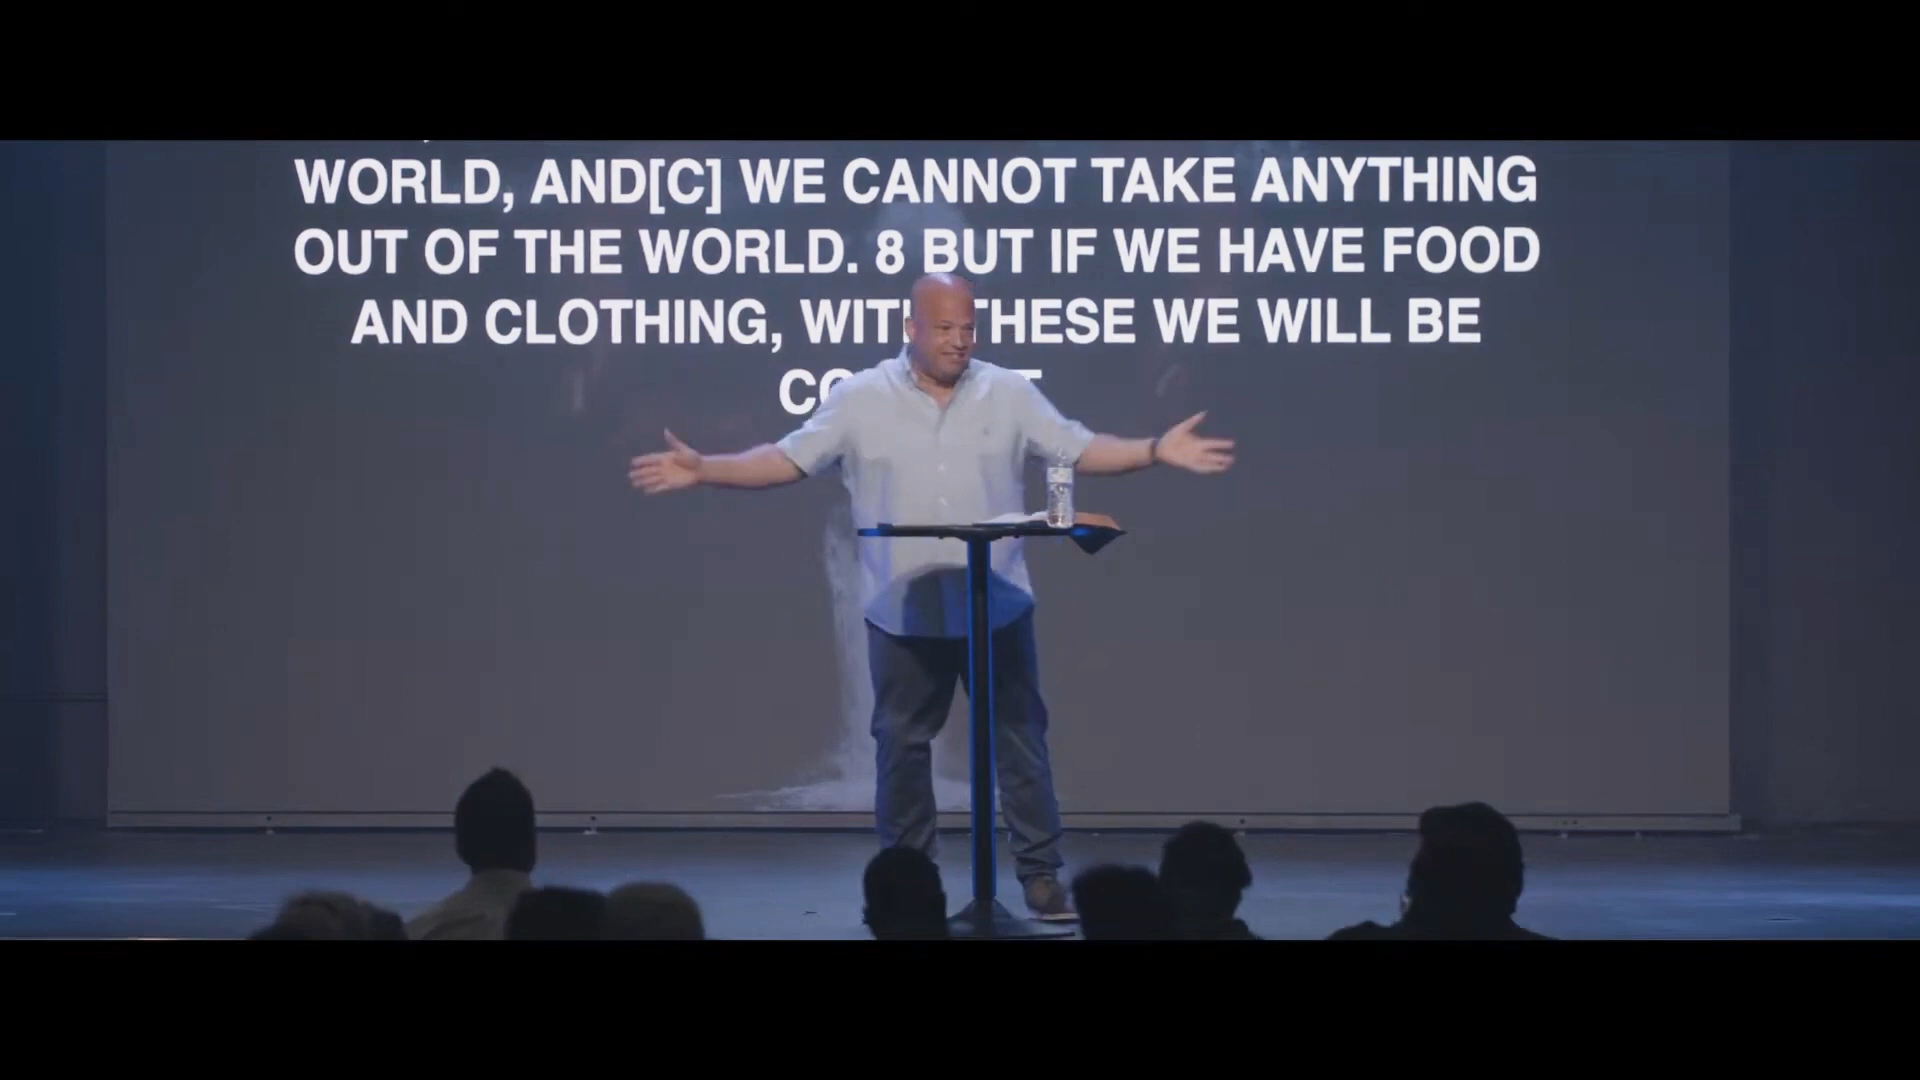 WORLD, AND[C] WE CANNOT TAKE ANYTHING
OUT OF THE WORLD. 8 BUT IF WE HAVE FOOD
AND CLOTHING, WITH THESE WE WILL BE